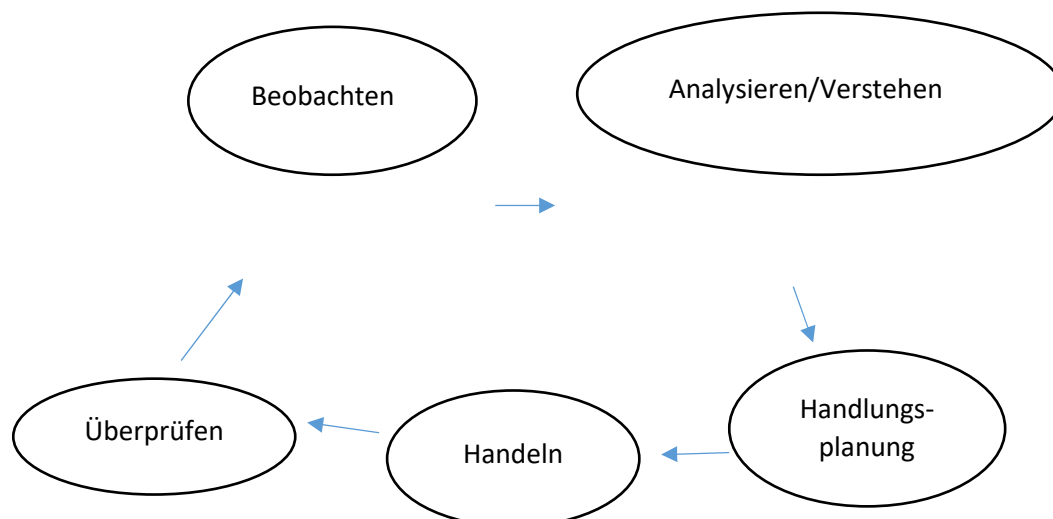 Beobachten
Analysieren/Verstehen
Handlungs-
planung
Handeln
Überprüfen